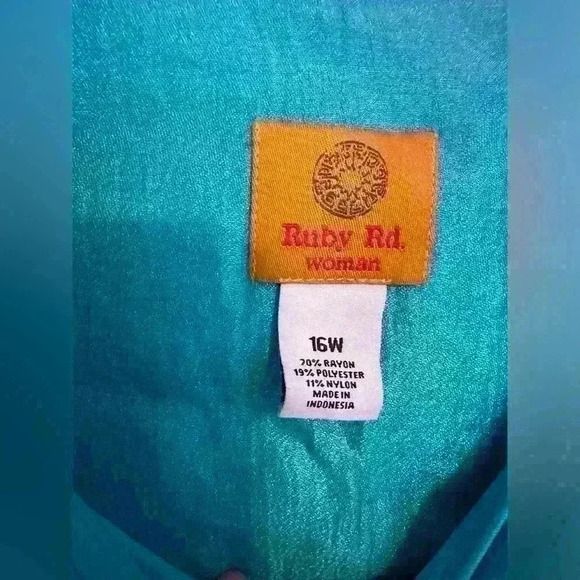 Ruby Rd.
woman
16W
70% RAYON
19% POLYESTER
11% NYLON
MADE IN
INDONESIA